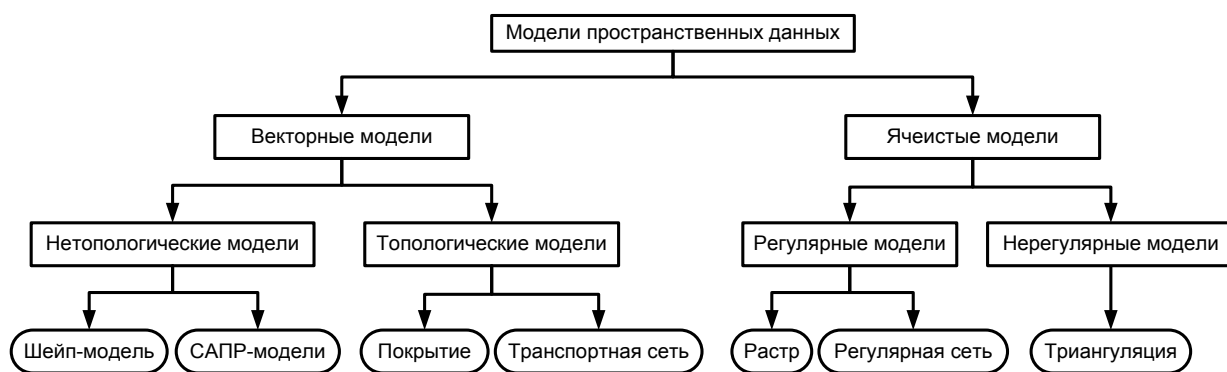 Модели пространственных данных
Векторные модели
Ячеистые модели
Нетопологические модели
Топологические модели
Регулярные модели
Нерегулярные модели
Шейп-модель
САПР-модели
Покрытие
Транспортная сеть
Растр
Регулярная сеть
Триангуляция